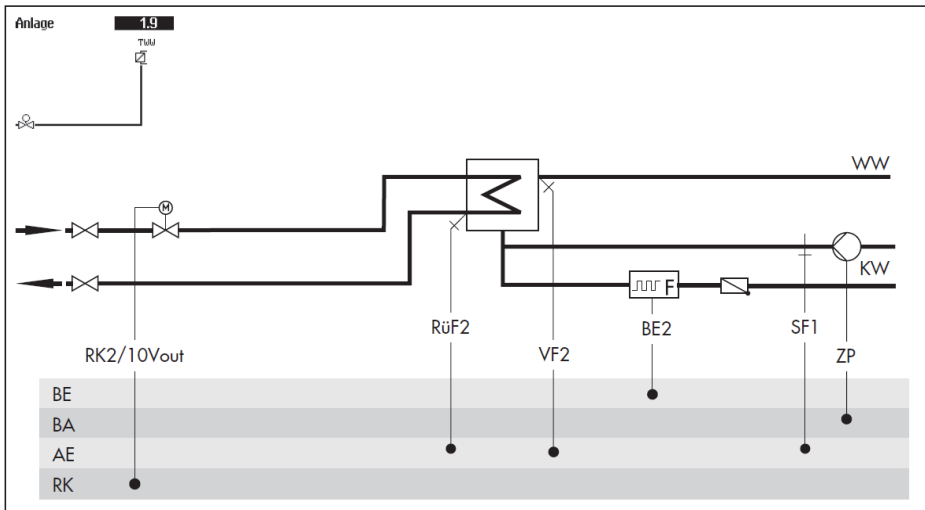 Anlage 1.9
TWW
WW
M
KW
F
RüF2
BE2
SF1
RK2/10Vout
VF2
ZP
BE
BA
AE
RK